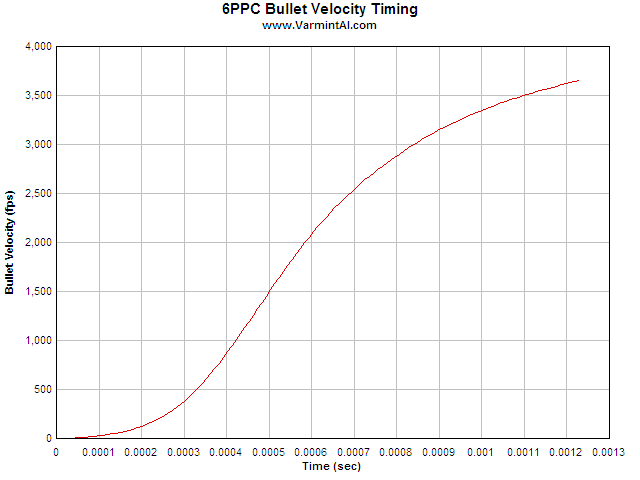 6PPC Bullet Velocity Timing
www.VarmintAl.com
4,000
3,500
3,000
2,500
2,000
1,500
1,000
500
0
Bullet Velocity (fps)
0 0.0001 0.0002 0.0003 0.0004 0.0005 0.0006 0.0007 0.0008 0.0009 0.001 0.0011 0.0012 0.0013
Time (sec)